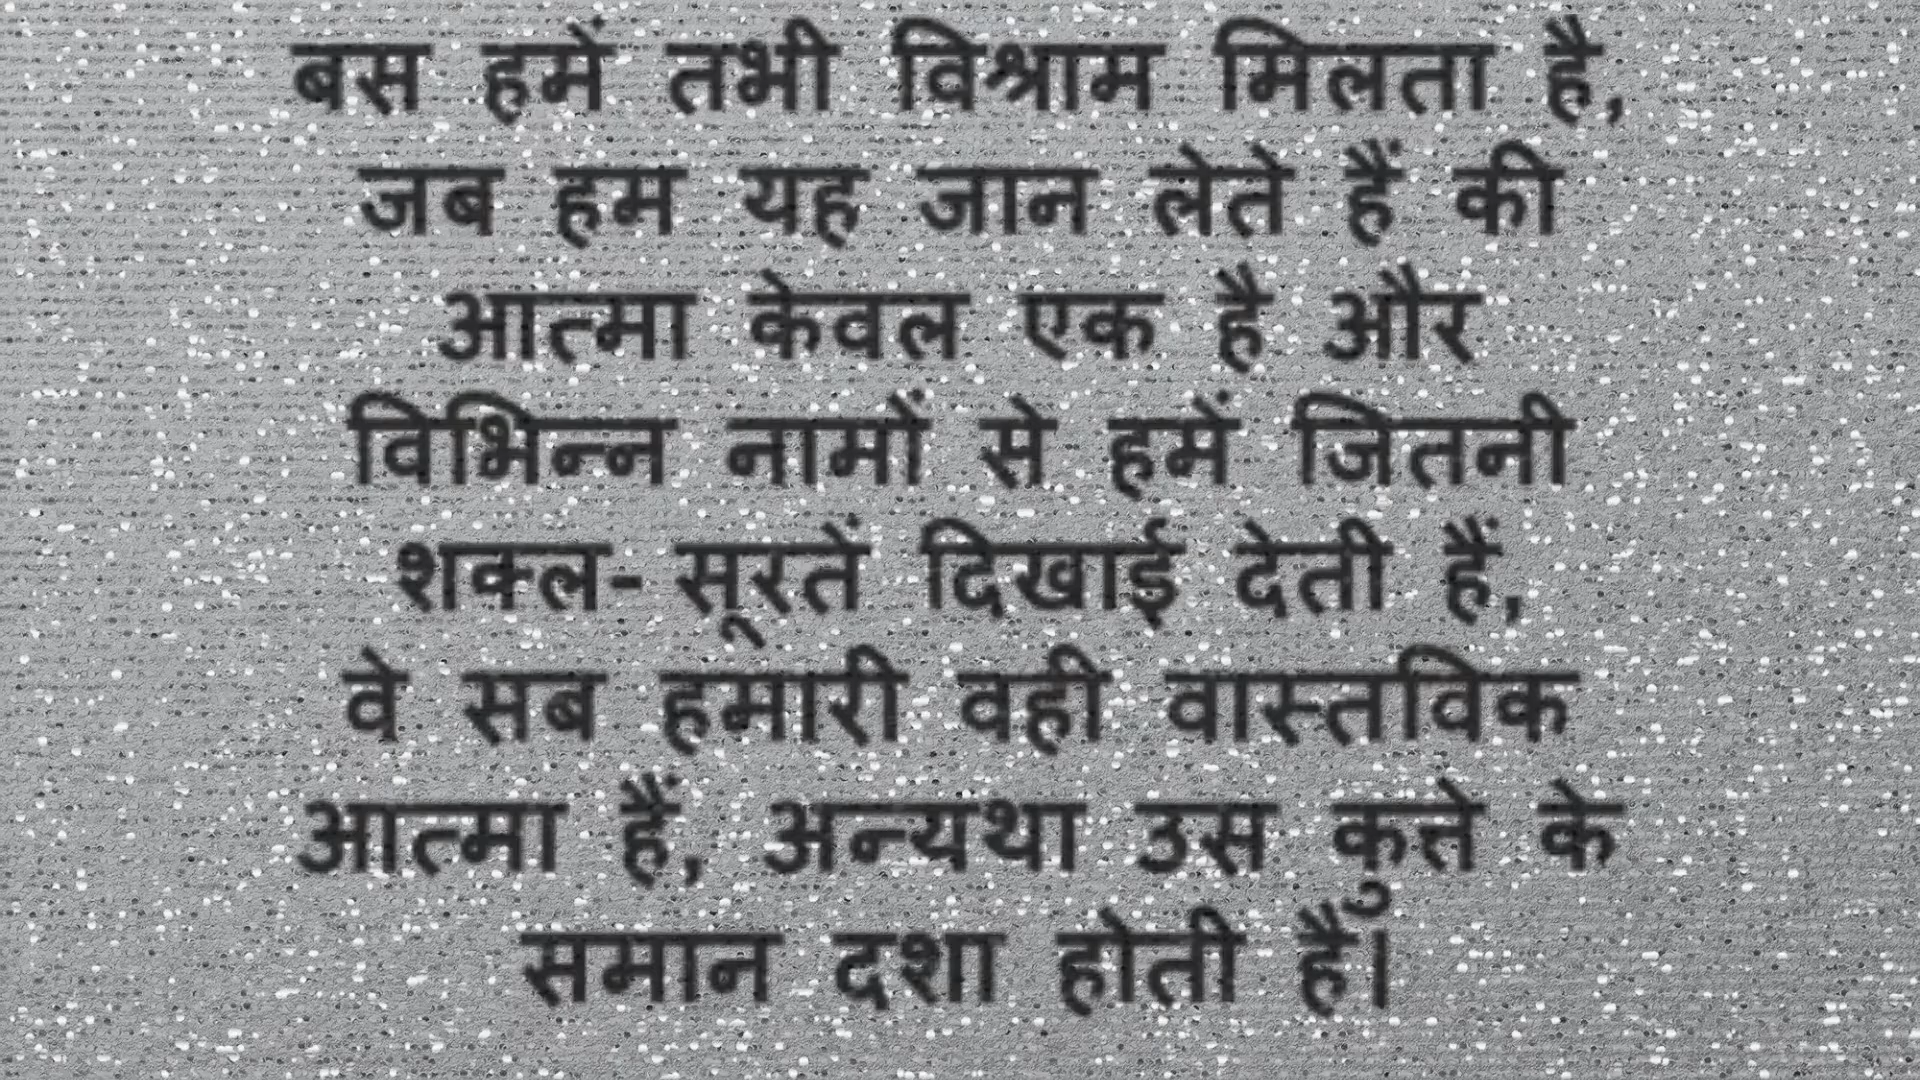 बस हमें तभी विश्राम मिलता है,
जब हम यह जान लेते हैं की
आत्मा केवल एक है और
विभिन्न नामों से हमें जितनी
शक्ल- सूरतें दिखाई देती हैं,
वे सब हमारी वही वास्तविक
आत्मा हैं, अन्यथा उस कुत्ते के
समान दशा होती है।